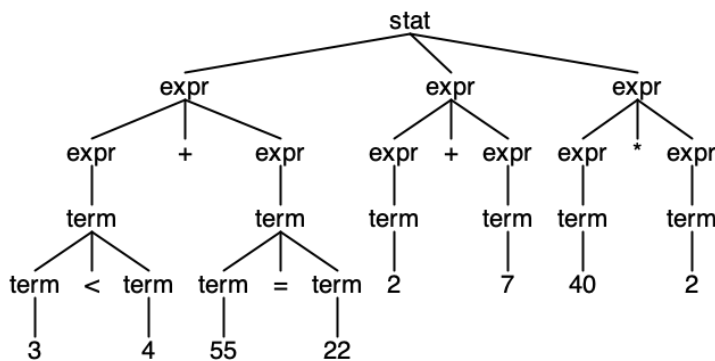 stat
expr expr expr
expr + expr expr + expr expr * expr
term term term term term term
term < term term = term 2 7 40 2
3 4 55 22